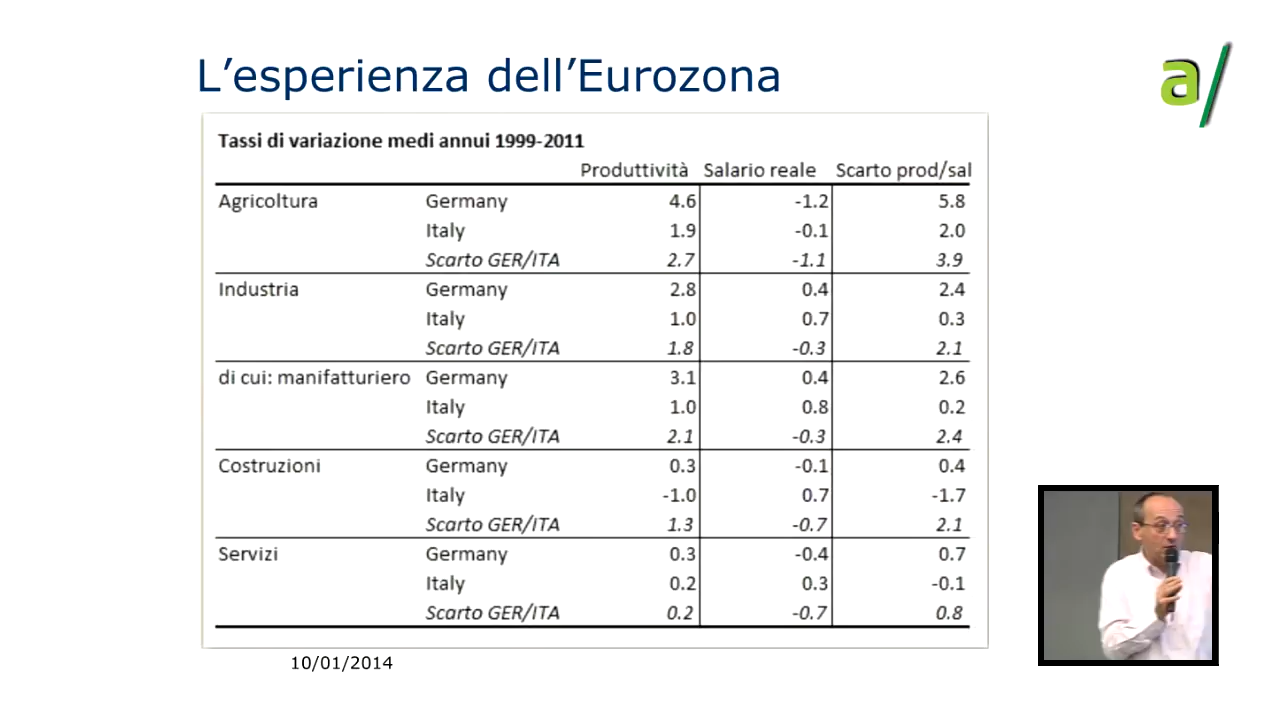 L’esperienza dell’Eurozona
a/
Tassi di variazione medi annui 1999-2011
Produttività Salario reale Scarto prod/sal
Agricoltura Germany 4.6 -1.2 5.8
Italy 1.9 -0.1 2.0
Scarto GER/ITA 2.7 -1.1 3.9
Industria Germany 2.8 0.4 2.4
Italy 1.0 0.7 0.3
Scarto GER/ITA 1.8 -0.3 2.1
di cui: manifatturiero Germany 3.1 0.4 2.6
Italy 1.0 0.8 0.2
Scarto GER/ITA 2.1 -0.3 2.4
Costruzioni Germany 0.3 -0.1 0.4
Italy -1.0 0.7 -1.7
Scarto GER/ITA 1.3 -0.7 2.1
Servizi Germany 0.3 -0.4 0.7
Italy 0.2 0.3 -0.1
Scarto GER/ITA 0.2 -0.7 0.8
10/01/2014